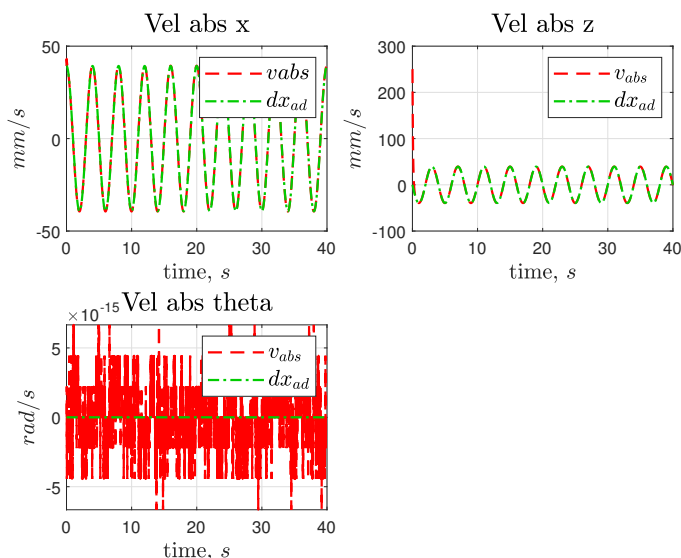 Vel abs x
50
0
-50
mm/s
vabs
dx_ad
0 10 20 30 40
time, s
Vel abs z
300
200
100
0
-100
mm/s
v_abs
dx_ad
0 10 20 30 40
time, s
Vel abs theta
×10^-15
5
0
-5
rad/s
v_abs
dx_ad
0 10 20 30 40
time, s